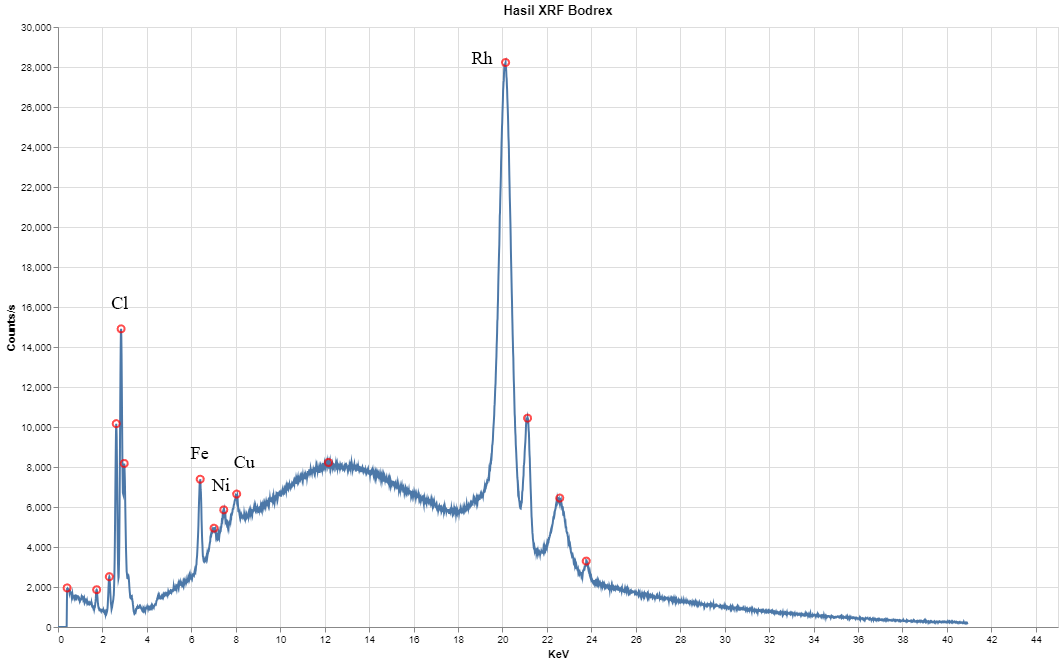 Hasil XRF Bodrex
30,000
28,000
26,000
24,000
22,000
20,000
18,000
16,000
14,000
12,000
10,000
8,000
6,000
4,000
2,000
0
Counts/s
Rh
Cl
Fe
Cu
Ni
0 2 4 6 8 10 12 14 16 18 20 22 24 26 28 30 32 34 36 38 40 42 44
KeV